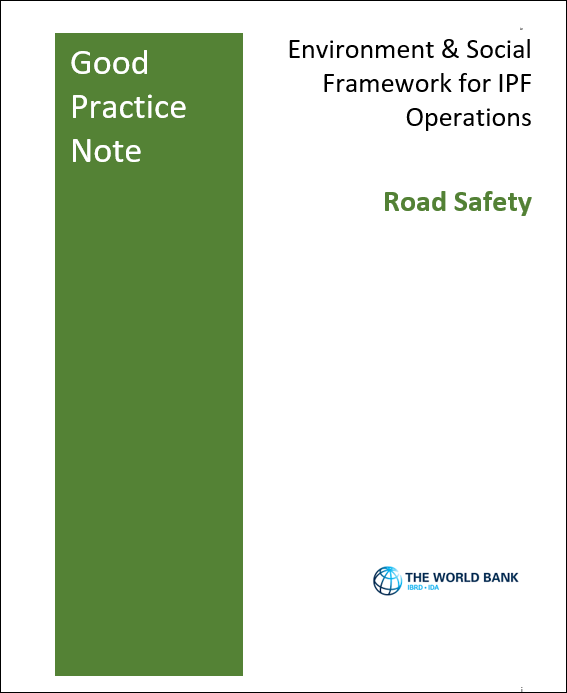 Good
Practice
Note
Environment & Social
Framework for IPF
Operations
Road Safety
THE WORLD BANK
IBRD • IDA
i